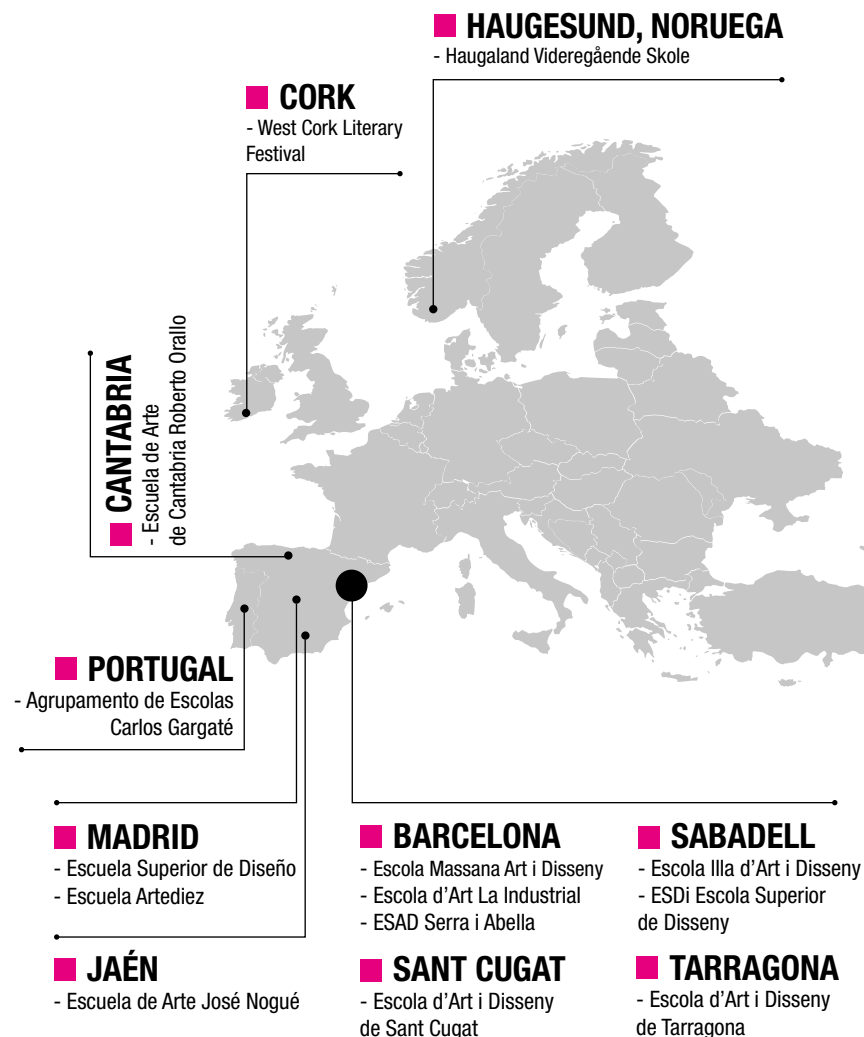 HAUGESUND, NORUEGA
- Haugaland Videregående Skole
CORK
- West Cork Literary
Festival
CANTABRIA
- Escuela de Arte
de Cantabria Roberto Orallo
PORTUGAL
- Agrupamento de Escolas
Carlos Gargaté
MADRID
- Escuela Superior de Diseño
- Escuela Artediez
JAÉN
- Escuela de Arte José Nogué
BARCELONA
- Escola Massana Art i Disseny
- Escola d'Art La Industrial
- ESAD Serra i Abella
SANT CUGAT
- Escola d'Art i Disseny
de Sant Cugat
SABADELL
- Escola Illa d'Art i Disseny
- ESDi Escola Superior
de Disseny
TARRAGONA
- Escola d'Art i Disseny
de Tarragona